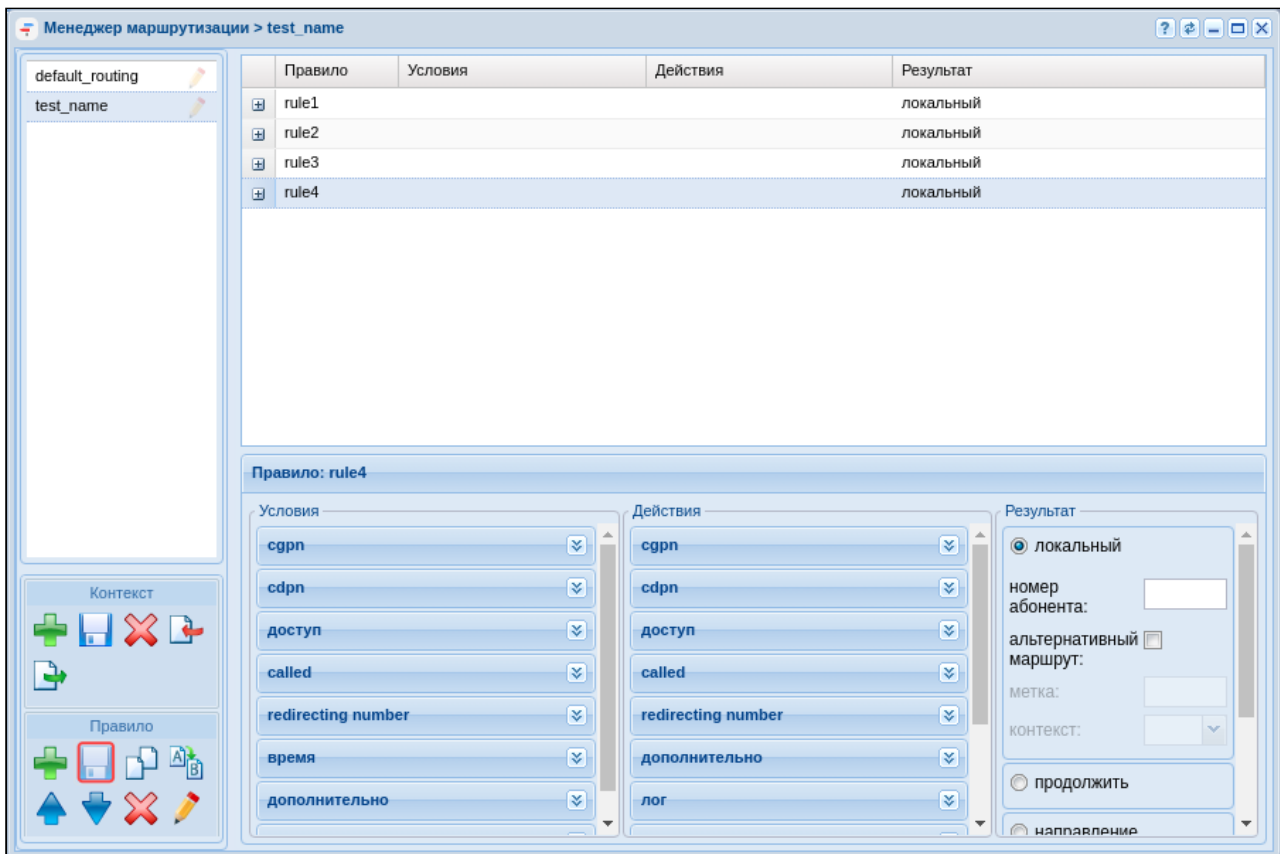 Менеджер маршрутизации > test_name
default_routing
test_name
Правило Условия Действия Результат
rule1 локальный
rule2 локальный
rule3 локальный
rule4 локальный
Правило: rule4
Условия
cgpn
cdpn
доступ
called
redirecting number
время
дополнительно
Действия
cgpn
cdpn
доступ
called
redirecting number
дополнительно
лог
Результат
локальный
номер
абонента:
альтернативный
маршрут:
метка:
контекст:
продолжить
направление
Контекст
Правило
A
B